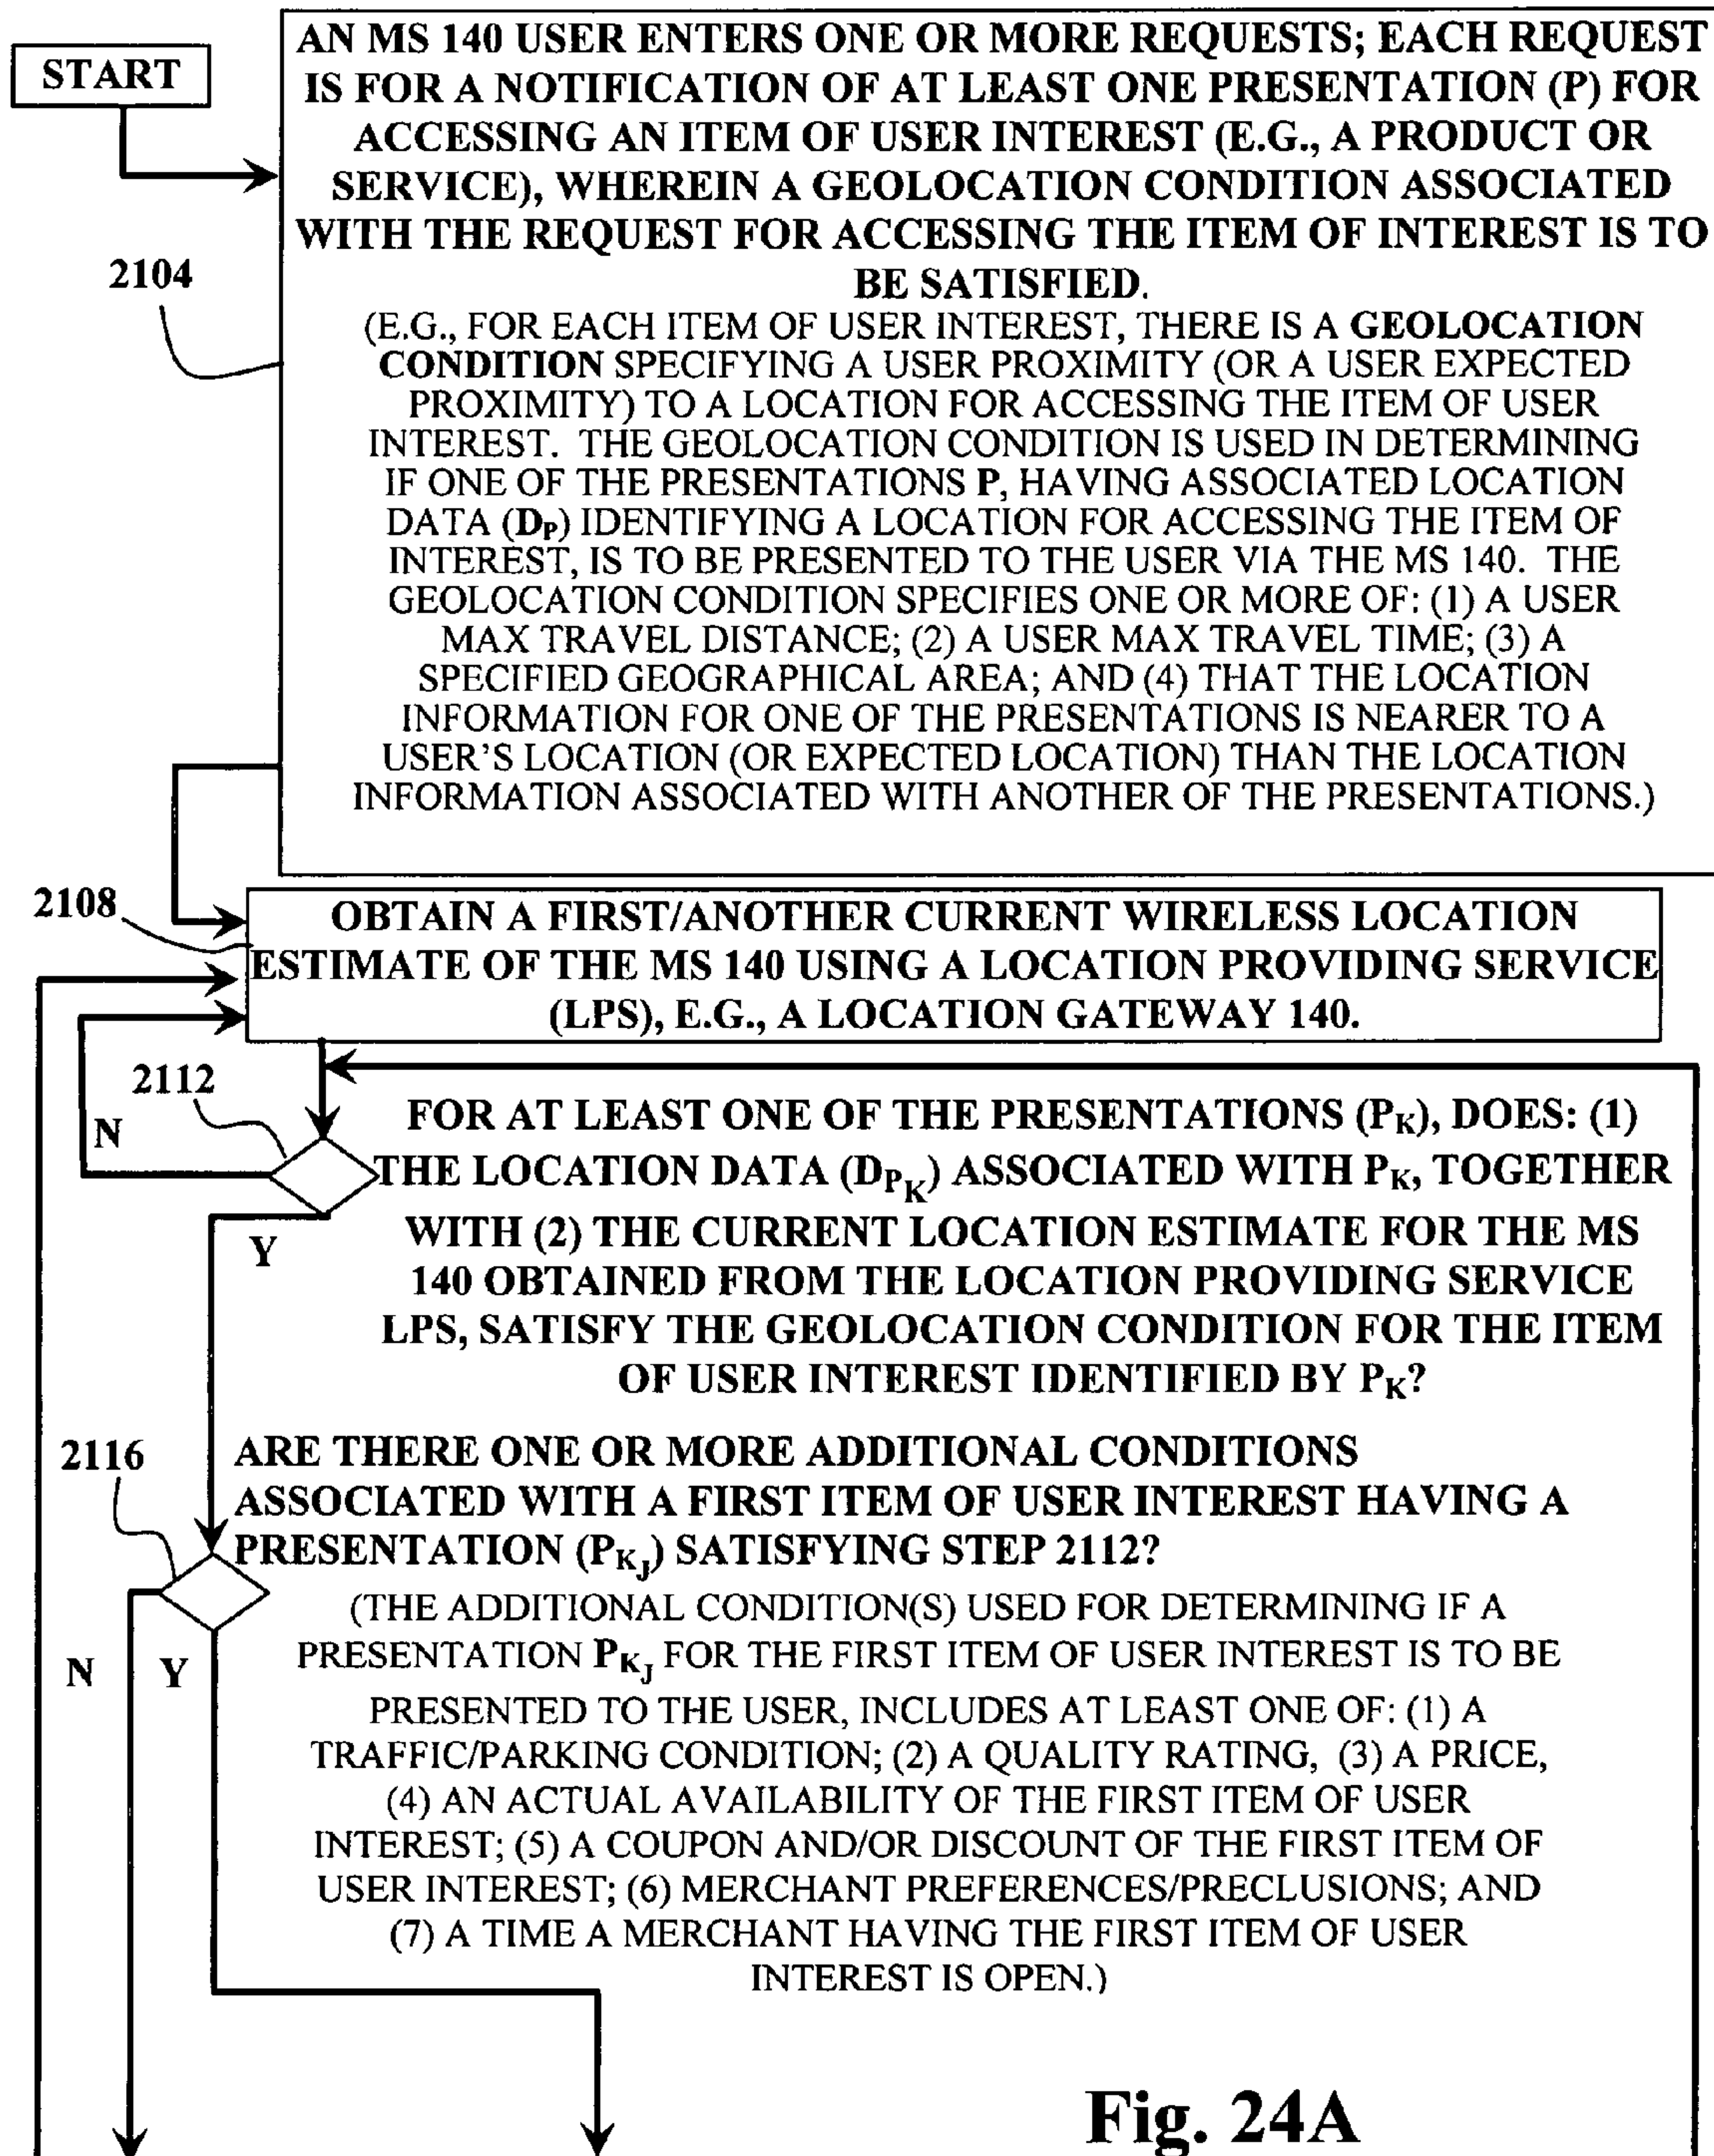 START
AN MS 140 USER ENTERS ONE OR MORE REQUESTS; EACH REQUEST
IS FOR A NOTIFICATION OF AT LEAST ONE PRESENTATION (P) FOR
ACCESSING AN ITEM OF USER INTEREST (E.G., A PRODUCT OR
SERVICE), WHEREIN A GEOLOCATION CONDITION ASSOCIATED
WITH THE REQUEST FOR ACCESSING THE ITEM OF INTEREST IS TO
BE SATISFIED.
(E.G., FOR EACH ITEM OF USER INTEREST, THERE IS A GEOLOCATION
CONDITION SPECIFYING A USER PROXIMITY (OR A USER EXPECTED
PROXIMITY) TO A LOCATION FOR ACCESSING THE ITEM OF USER
INTEREST. THE GEOLOCATION CONDITION IS USED IN DETERMINING
IF ONE OF THE PRESENTATIONS P, HAVING ASSOCIATED LOCATION
DATA (DP) IDENTIFYING A LOCATION FOR ACCESSING THE ITEM OF
INTEREST, IS TO BE PRESENTED TO THE USER VIA THE MS 140. THE
GEOLOCATION CONDITION SPECIFIES ONE OR MORE OF: (1) A USER
MAX TRAVEL DISTANCE; (2) A USER MAX TRAVEL TIME; (3) A
SPECIFIED GEOGRAPHICAL AREA; AND (4) THAT THE LOCATION
INFORMATION FOR ONE OF THE PRESENTATIONS IS NEARER TO A
USER'S LOCATION (OR EXPECTED LOCATION) THAN THE LOCATION
INFORMATION ASSOCIATED WITH ANOTHER OF THE PRESENTATIONS.)
2104
2108
OBTAIN A FIRST/ANOTHER CURRENT WIRELESS LOCATION
ESTIMATE OF THE MS 140 USING A LOCATION PROVIDING SERVICE
(LPS), E.G., A LOCATION GATEWAY 140.
2112
N
Y
FOR AT LEAST ONE OF THE PRESENTATIONS (PK), DOES: (1)
THE LOCATION DATA (DPK) ASSOCIATED WITH PK, TOGETHER
WITH (2) THE CURRENT LOCATION ESTIMATE FOR THE MS
140 OBTAINED FROM THE LOCATION PROVIDING SERVICE
LPS, SATISFY THE GEOLOCATION CONDITION FOR THE ITEM
OF USER INTEREST IDENTIFIED BY PK?
2116
ARE THERE ONE OR MORE ADDITIONAL CONDITIONS
ASSOCIATED WITH A FIRST ITEM OF USER INTEREST HAVING A
PRESENTATION (PKJ) SATISFYING STEP 2112?
N
Y
(THE ADDITIONAL CONDITION(S) USED FOR DETERMINING IF A
PRESENTATION PKJ FOR THE FIRST ITEM OF USER INTEREST IS TO BE
PRESENTED TO THE USER, INCLUDES AT LEAST ONE OF: (1) A
TRAFFIC/PARKING CONDITION; (2) A QUALITY RATING, (3) A PRICE,
(4) AN ACTUAL AVAILABILITY OF THE FIRST ITEM OF USER
INTEREST; (5) A COUPON AND/OR DISCOUNT OF THE FIRST ITEM OF
USER INTEREST; (6) MERCHANT PREFERENCES/PRECLUSIONS; AND
(7) A TIME A MERCHANT HAVING THE FIRST ITEM OF USER
INTEREST IS OPEN.)
Fig. 24A